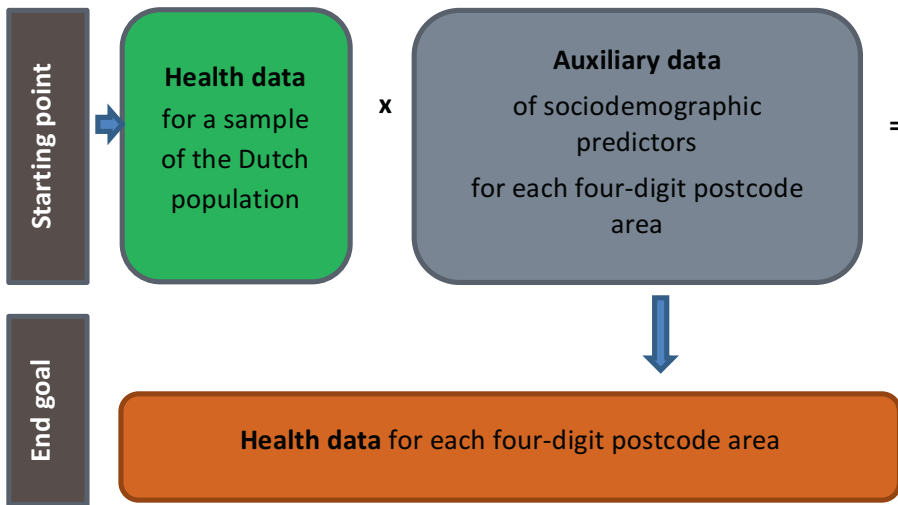 Starting point
Health data
for a sample
of the Dutch
population
x
Auxiliary data
of sociodemographic
predictors
for each four-digit postcode
area
=
End goal
Health data for each four-digit postcode area